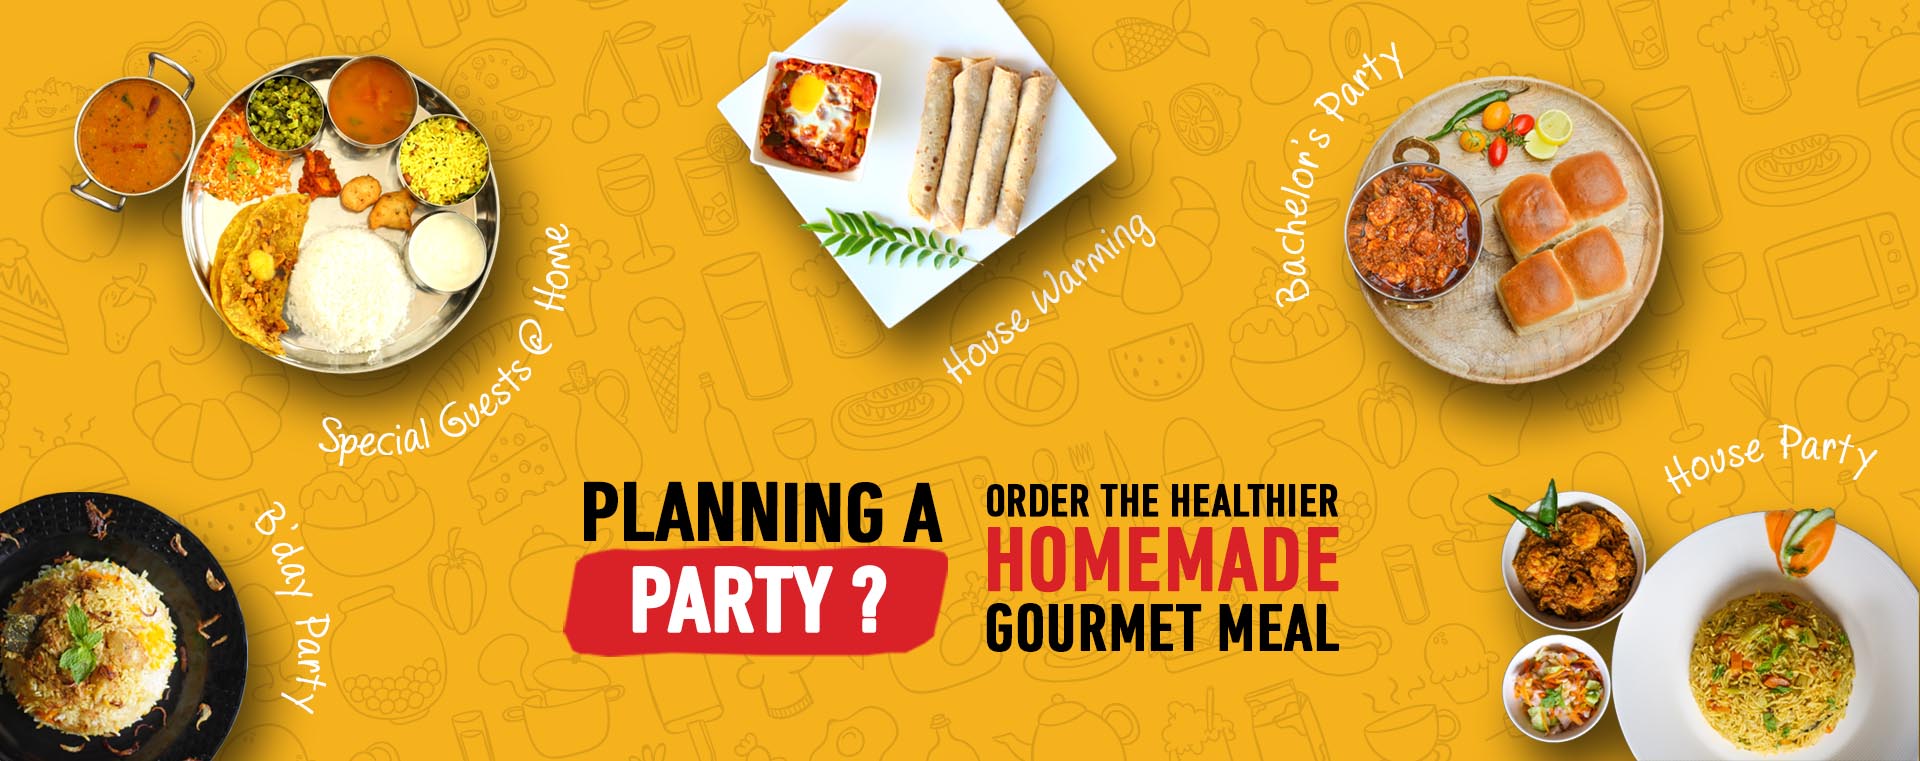 Special Guests @ Home
House Warming
Bachelor's Party
B'day Party
PLANNING A
PARTY ?
ORDER THE HEALTHIER
HOMEMADE
GOURMET MEAL
House Party